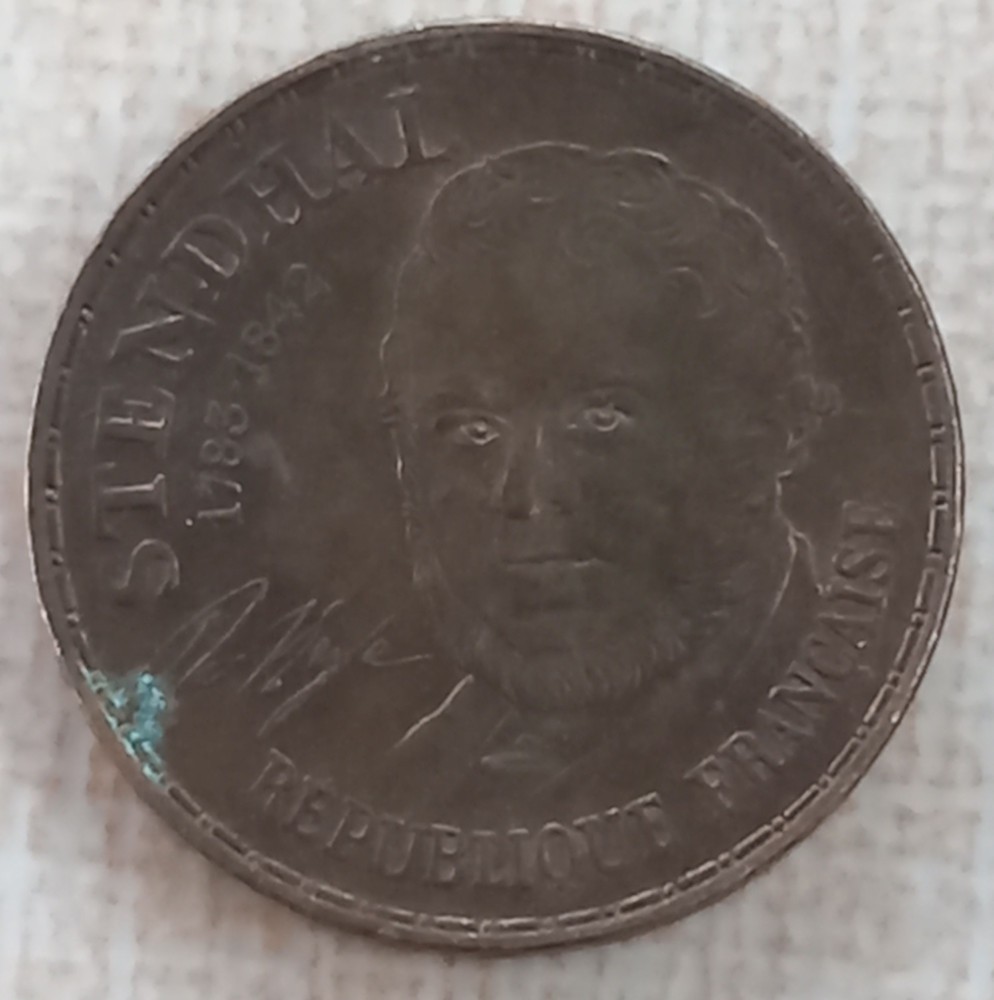 STENDHAL
1783-1842
RÉPUBLIQUE FRANÇAISE